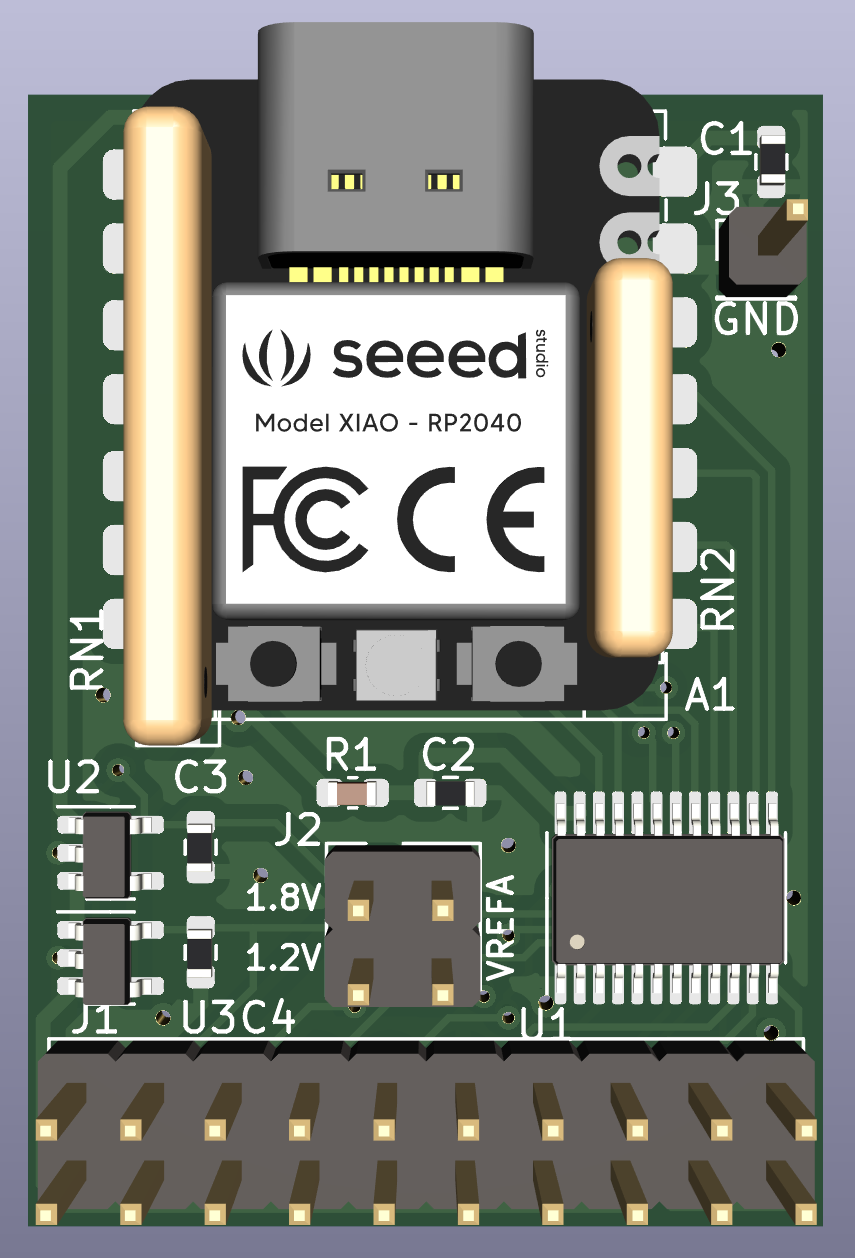 C1
J3
GND
seeed
studio
Model XIAO - RP2040
FC CE
RN2
RN1
A1
R1
C2
U2
C3
J2
1.8V
VREFA
1.2V
J1
U3C4
U1